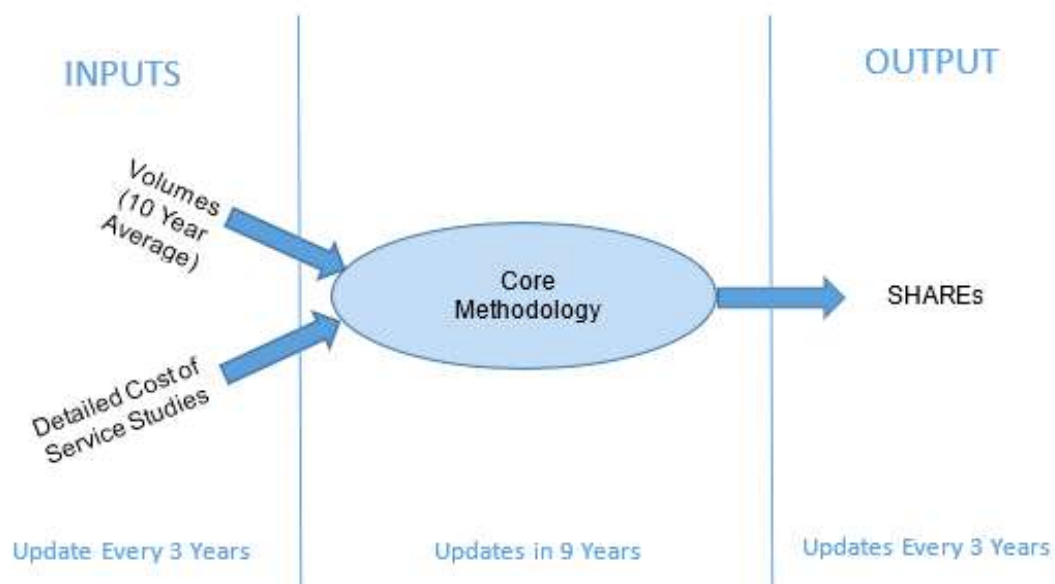 INPUTS
OUTPUT
Volumes
(10 Year
Average)
Core
Methodology
SHAREs
Detailed Cost of
Service Studies
Update Every 3 Years
Updates in 9 Years
Updates Every 3 Years